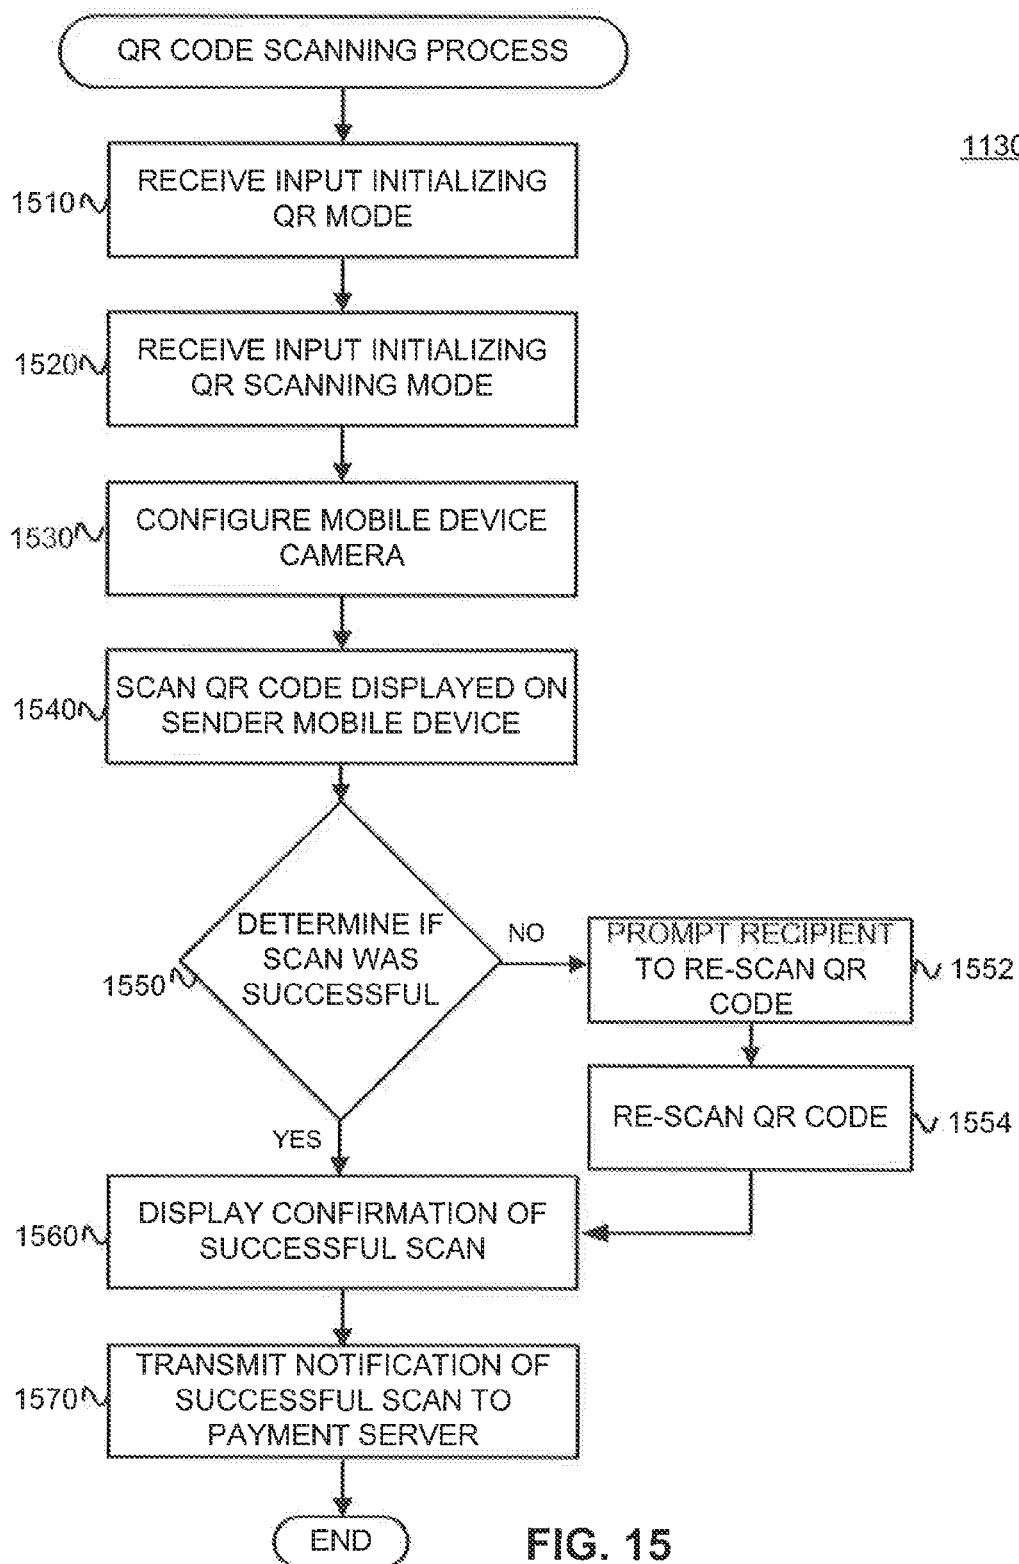 QR CODE SCANNING PROCESS
1130
1510
RECEIVE INPUT INITIALIZING
QR MODE
1520
RECEIVE INPUT INITIALIZING
QR SCANNING MODE
1530
CONFIGURE MOBILE DEVICE
CAMERA
1540
SCAN QR CODE DISPLAYED ON
SENDER MOBILE DEVICE
1550
DETERMINE IF
SCAN WAS
SUCCESSFUL
NO
PROMPT RECIPIENT
TO RE-SCAN QR
CODE
1552
RE-SCAN QR CODE
1554
YES
1560
DISPLAY CONFIRMATION OF
SUCCESSFUL SCAN
1570
TRANSMIT NOTIFICATION OF
SUCCESSFUL SCAN TO
PAYMENT SERVER
END
FIG. 15